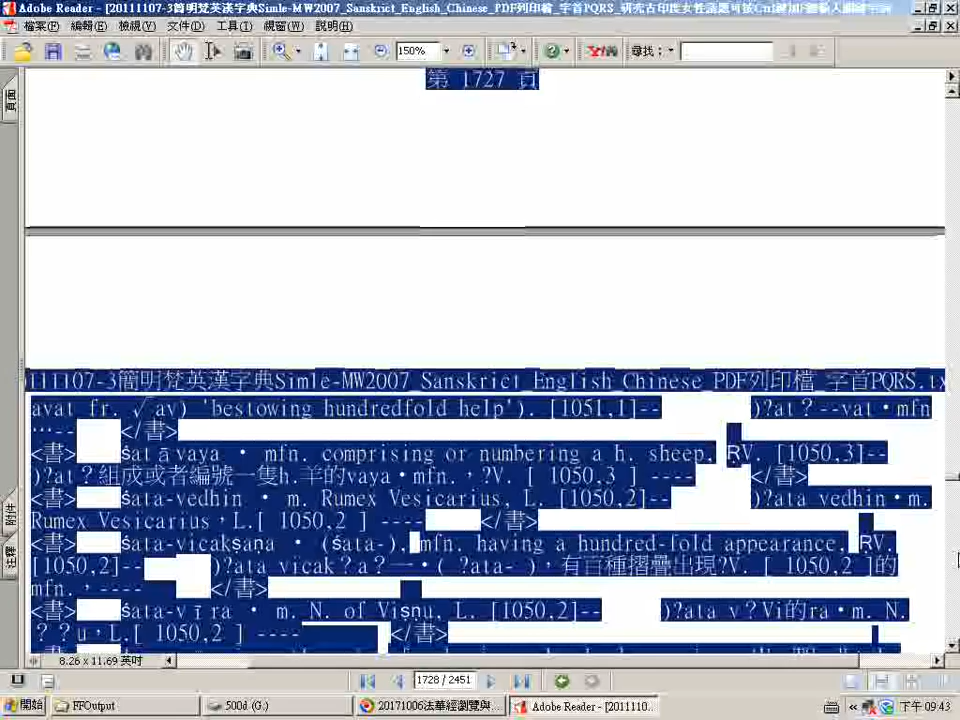 Adobe Reader - [20111107-3簡明梵英漢字典Simle-MW2007_Sanskrict_English_Chinese_PDF列印檔_字首PQRS_研究古印度女性議題可按Ctrl鍵加F鍵輸入關鍵字詞
檔案(F) 編輯(E) 檢視(V) 文件(D) 工具(T) 視窗(W) 說明(H)
150% 尋找：
頁面
第 1727 頁
111107-3簡明梵英漢字典Simle-MW2007_Sanskrict_English_Chinese_PDF列印檔_字首PQRS.tx
avat fr. √av) 'bestowing hundredfold help'). [1051,1]-- )?at？--vat‧mfn
…-- </書>
<書> śatāvaya ‧ mfn. comprising or numbering a h. sheep, RV. [1050,3]--
)?at？組成或者編號一隻h.羊的vaya‧mfn.，?V. [ 1050,3 ] ---- </書>
<書> śata-vedhin ‧ m. Rumex Vesicarius, L. [1050,2]-- )?ata vedhin‧m.
Rumex Vesicarius，L.[ 1050,2 ] ---- </書>
<書> śata-vicakṣaṇa ‧ (śata-), mfn. having a hundred-fold appearance, RV.
[1050,2]-- )?ata vicak?a?一‧( ?ata- )，有百種摺疊出現?V. [ 1050,2 ]的
mfn.，---- </書>
<書> śata-vīra ‧ m. N. of Viṣṇu, L. [1050,2]-- )?ata v？Vi的ra‧m. N.
？？u，L.[ 1050,2 ] ---- </書>
附件
注釋
8.26 x 11.69 英吋
1728 / 2451
開始 FFOutput 500d (G:) 20171006法華經瀏覽與... Adobe Reader - [2011110... 下午 09:43